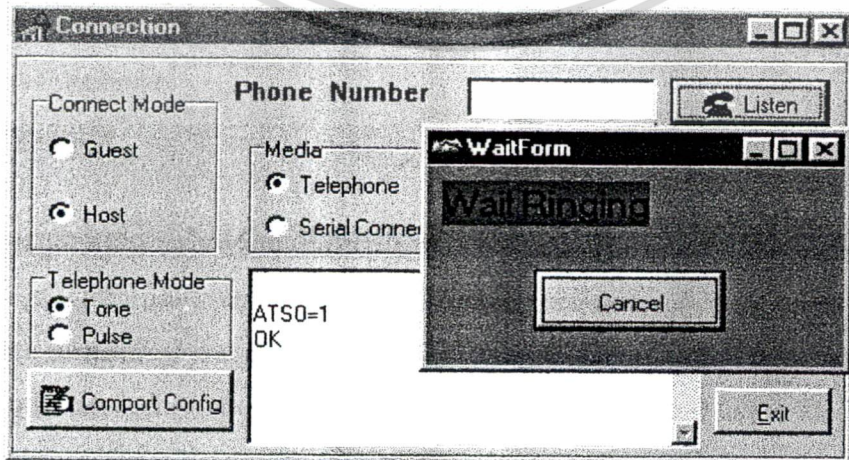 Connection
Connect Mode
Guest
Host
Phone Number
Listen
Media
Telephone
Serial
WaitForm
Wait Ringing
Cancel
Telephone Mode
Tone
Pulse
ATS0=1
OK
Comport Config
Exit